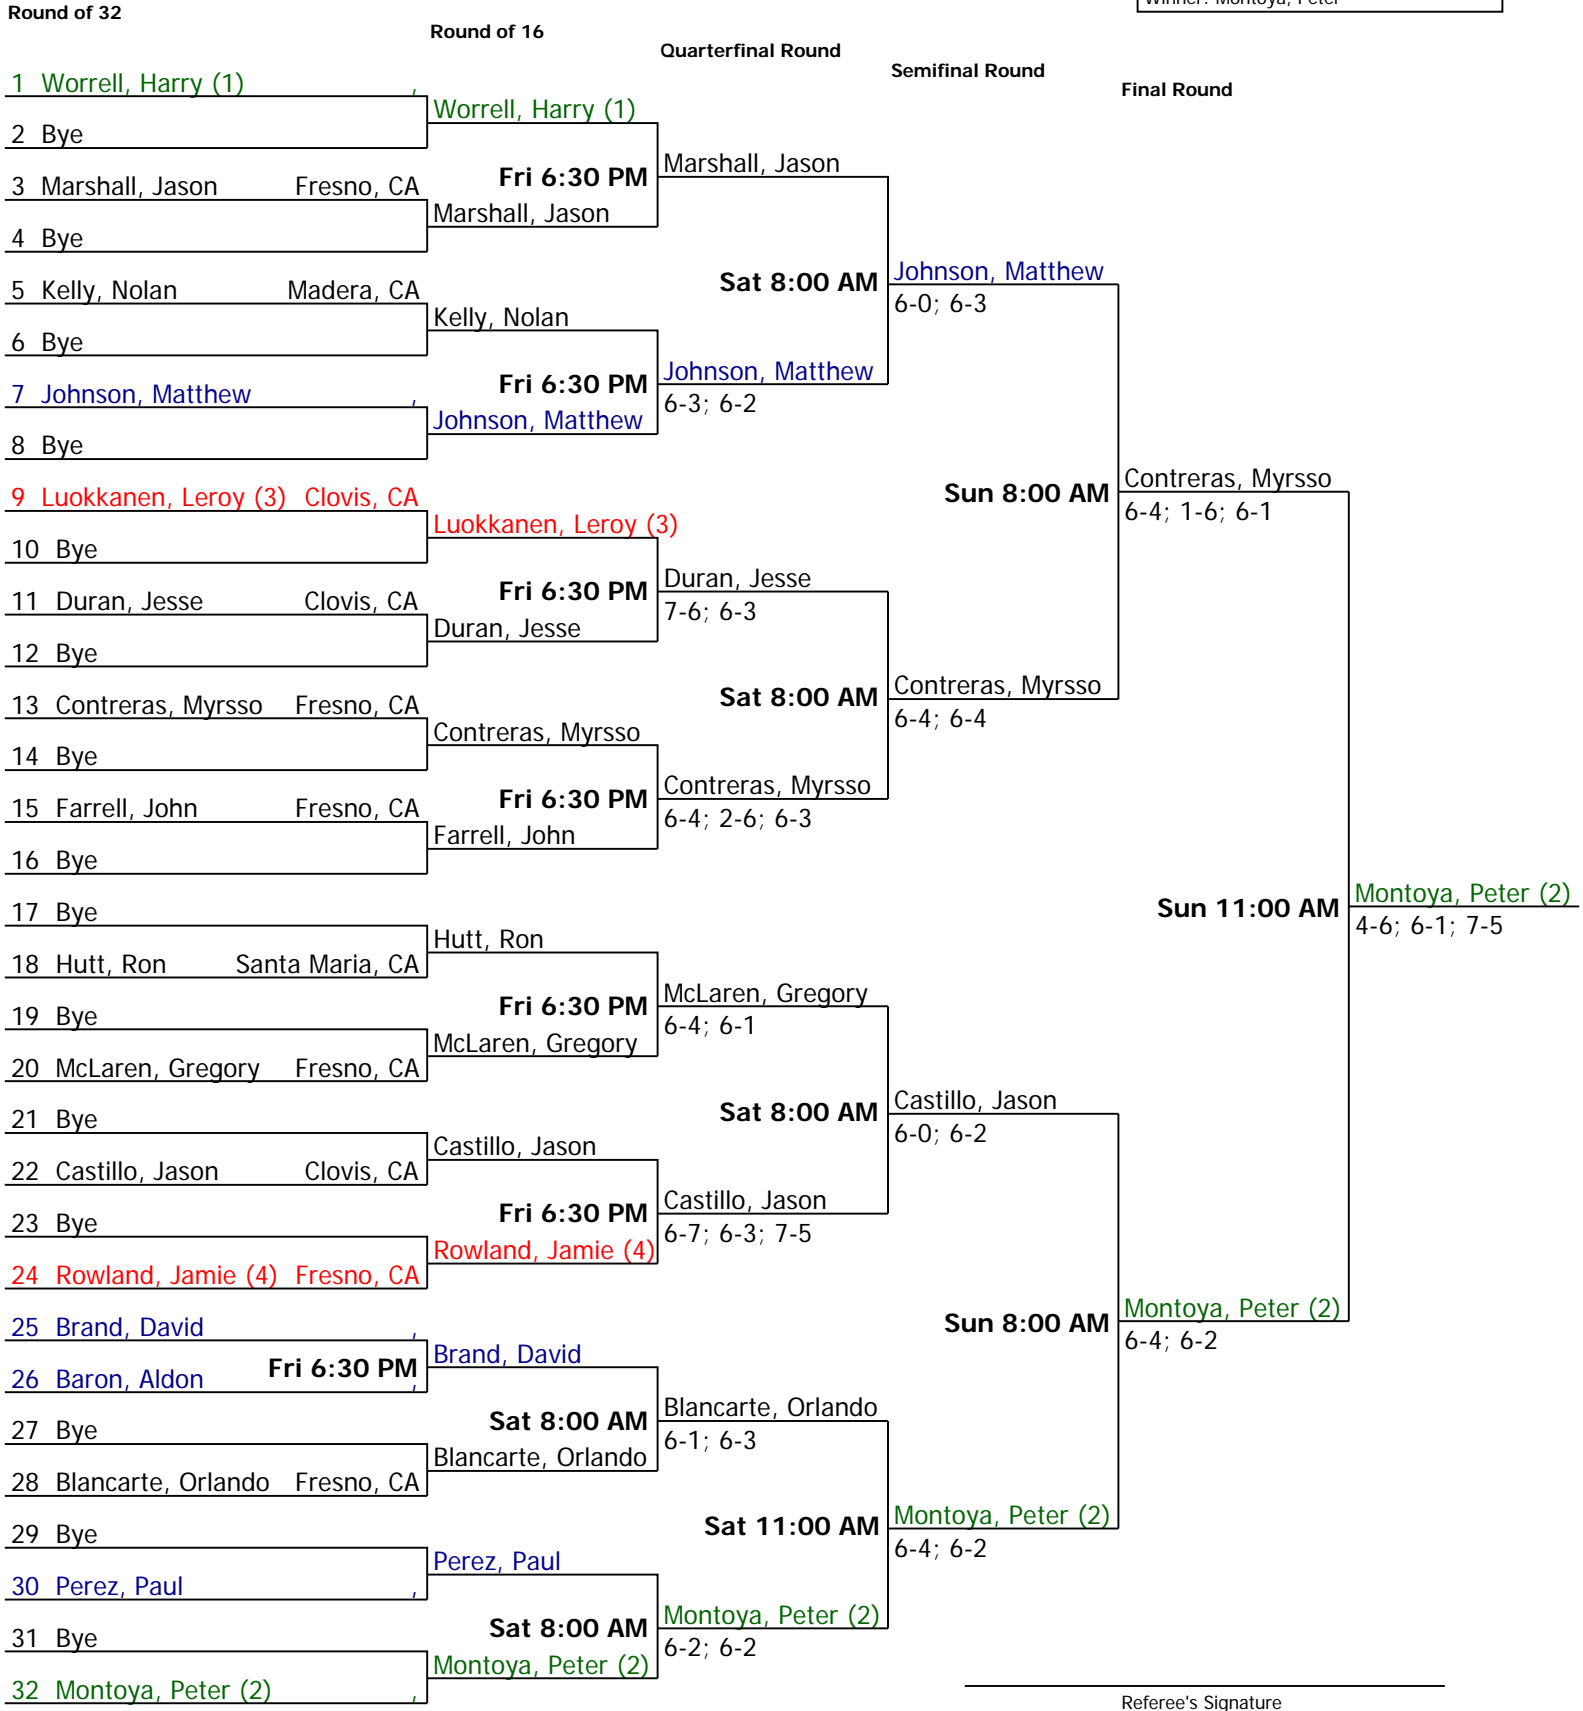 Winner: Montoya, Peter
Round of 32
Round of 16
Quarterfinal Round
Semifinal Round
Final Round
1 Worrell, Harry (1) ,
Worrell, Harry (1)
2 Bye
Fri 6:30 PM Marshall, Jason
3 Marshall, Jason Fresno, CA
Marshall, Jason
4 Bye
Sat 8:00 AM Johnson, Matthew
6-0; 6-3
5 Kelly, Nolan Madera, CA
Kelly, Nolan
6 Bye
Fri 6:30 PM Johnson, Matthew
6-3; 6-2
7 Johnson, Matthew ,
Johnson, Matthew
8 Bye
Sun 8:00 AM Contreras, Myrsso
6-4; 1-6; 6-1
9 Luokkanen, Leroy (3) Clovis, CA
Luokkanen, Leroy (3)
10 Bye
Fri 6:30 PM Duran, Jesse
7-6; 6-3
11 Duran, Jesse Clovis, CA
Duran, Jesse
12 Bye
Sat 8:00 AM Contreras, Myrsso
6-4; 6-4
13 Contreras, Myrsso Fresno, CA
Contreras, Myrsso
14 Bye
Fri 6:30 PM Contreras, Myrsso
6-4; 2-6; 6-3
15 Farrell, John Fresno, CA
Farrell, John
16 Bye
Sun 11:00 AM Montoya, Peter (2)
4-6; 6-1; 7-5
17 Bye
Hutt, Ron
18 Hutt, Ron Santa Maria, CA
Fri 6:30 PM McLaren, Gregory
6-4; 6-1
19 Bye
McLaren, Gregory
20 McLaren, Gregory Fresno, CA
Sat 8:00 AM Castillo, Jason
6-0; 6-2
21 Bye
Castillo, Jason
22 Castillo, Jason Clovis, CA
Fri 6:30 PM Castillo, Jason
6-7; 6-3; 7-5
23 Bye
Rowland, Jamie (4)
24 Rowland, Jamie (4) Fresno, CA
Sun 8:00 AM Montoya, Peter (2)
6-4; 6-2
25 Brand, David ,
Fri 6:30 PM Brand, David
26 Baron, Aldon ,
Sat 8:00 AM Blancarte, Orlando
6-1; 6-3
27 Bye
Blancarte, Orlando
28 Blancarte, Orlando Fresno, CA
Sat 11:00 AM Montoya, Peter (2)
6-4; 6-2
29 Bye
Perez, Paul
30 Perez, Paul ,
Sat 8:00 AM Montoya, Peter (2)
6-2; 6-2
31 Bye
Montoya, Peter (2)
32 Montoya, Peter (2) ,
Referee's Signature